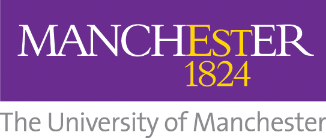 MANCHESTER
1824
The University of Manchester